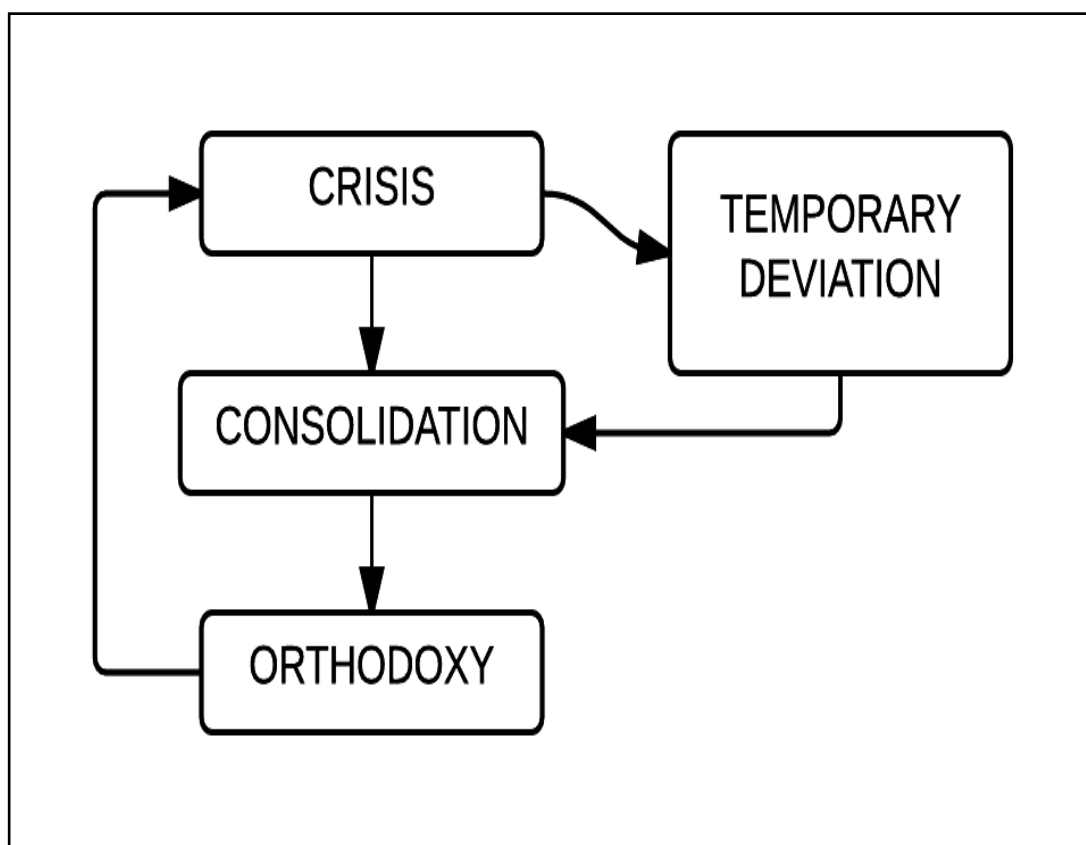 CRISIS
TEMPORARY
DEVIATION
CONSOLIDATION
ORTHODOXY